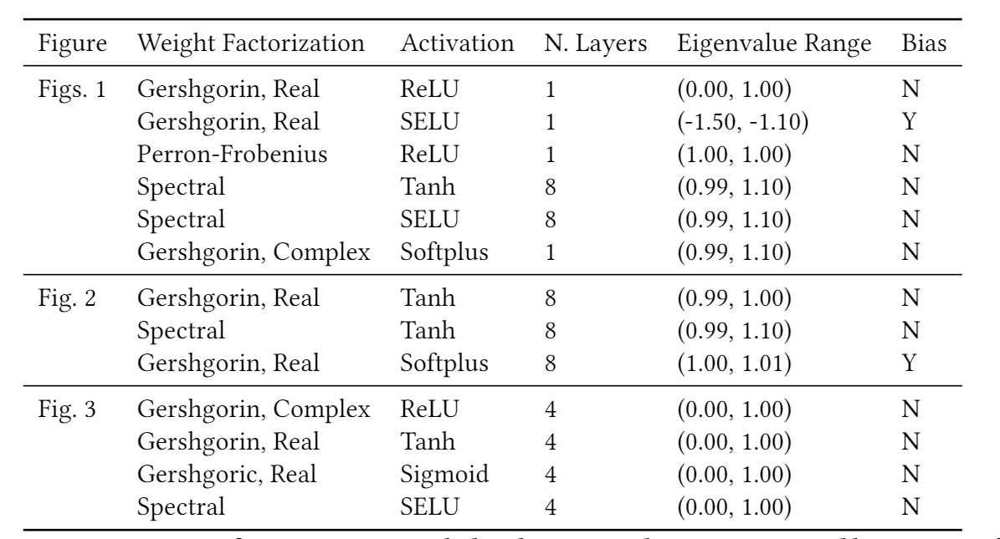 Figure Weight Factorization Activation N. Layers Eigenvalue Range Bias
Figs. 1 Gershgorin, Real ReLU 1 (0.00, 1.00) N
Gershgorin, Real SELU 1 (-1.50, -1.10) Y
Perron-Frobenius ReLU 1 (1.00, 1.00) N
Spectral Tanh 8 (0.99, 1.10) N
Spectral SELU 8 (0.99, 1.10) N
Gershgorin, Complex Softplus 1 (0.99, 1.10) N
Fig. 2 Gershgorin, Real Tanh 8 (0.99, 1.00) N
Spectral Tanh 8 (0.99, 1.10) N
Gershgorin, Real Softplus 8 (1.00, 1.01) Y
Fig. 3 Gershgorin, Complex ReLU 4 (0.00, 1.00) N
Gershgorin, Real Tanh 4 (0.00, 1.00) N
Gershgoric, Real Sigmoid 4 (0.00, 1.00) N
Spectral SELU 4 (0.00, 1.00) N